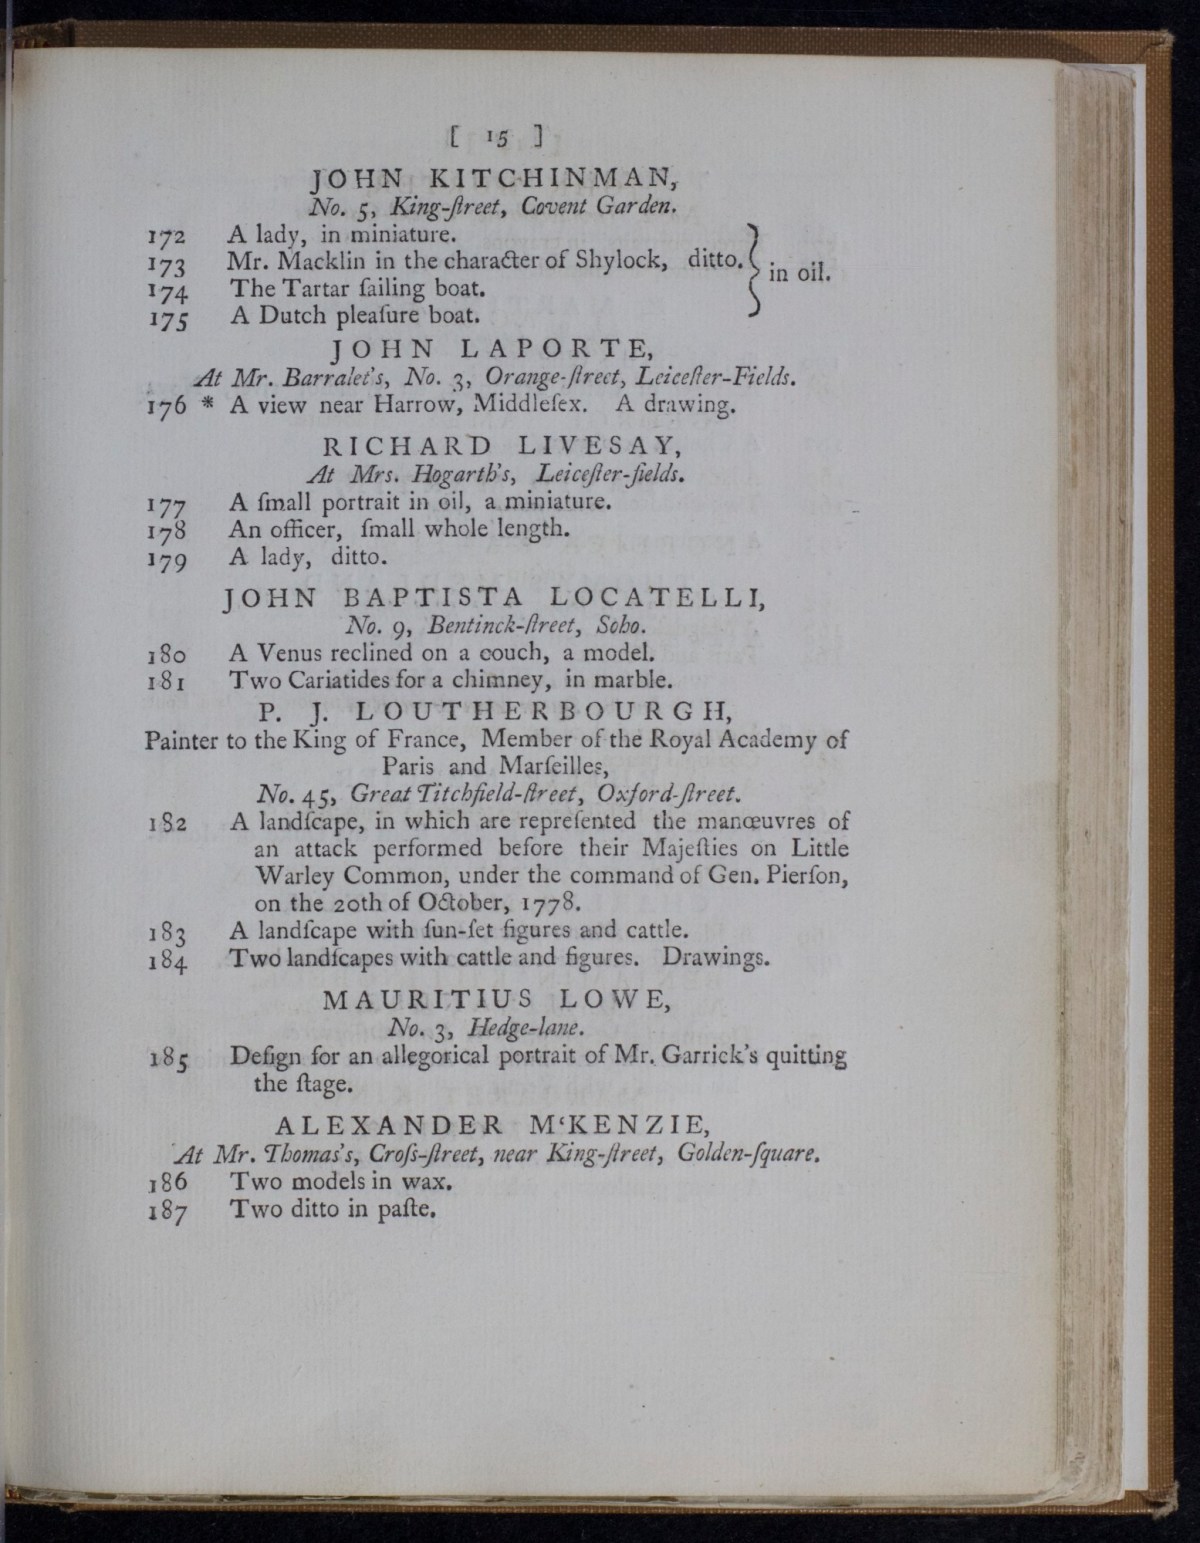 [ 15 ]
JOHN KITCHINMAN,
No. 5, King-ſtreet, Covent Garden.
172 A lady, in miniature.
173 Mr. Macklin in the character of Shylock, ditto. } in oil.
174 The Tartar ſailing boat.
175 A Dutch pleaſure boat.
JOHN LAPORTE,
At Mr. Barralet's, No. 3, Orange-ſtreet, Leiceſter-Fields.
176 * A view near Harrow, Middleſex. A drawing.
RICHARD LIVESAY,
At Mrs. Hogarth's, Leiceſter-fields.
177 A ſmall portrait in oil, a miniature.
178 An officer, ſmall whole length.
179 A lady, ditto.
JOHN BAPTISTA LOCATELLI,
No. 9, Bentinck-ſtreet, Soho.
180 A Venus reclined on a couch, a model.
181 Two Cariatides for a chimney, in marble.
P. J. LOUTHERBOURGH,
Painter to the King of France, Member of the Royal Academy of
Paris and Marſeilles,
No. 45, Great Titchfield-ſtreet, Oxford-ſtreet.
182 A landſcape, in which are repreſented the manœuvres of
an attack performed before their Majeſties on Little
Warley Common, under the command of Gen. Pierſon,
on the 20th of October, 1778.
183 A landſcape with ſun-ſet figures and cattle.
184 Two landſcapes with cattle and figures. Drawings.
MAURITIUS LOWE,
No. 3, Hedge-lane.
185 Deſign for an allegorical portrait of Mr. Garrick's quitting
the ſtage.
ALEXANDER M‘KENZIE,
At Mr. Thomas's, Croſs-ſtreet, near King-ſtreet, Golden-ſquare.
186 Two models in wax.
187 Two ditto in paſte.